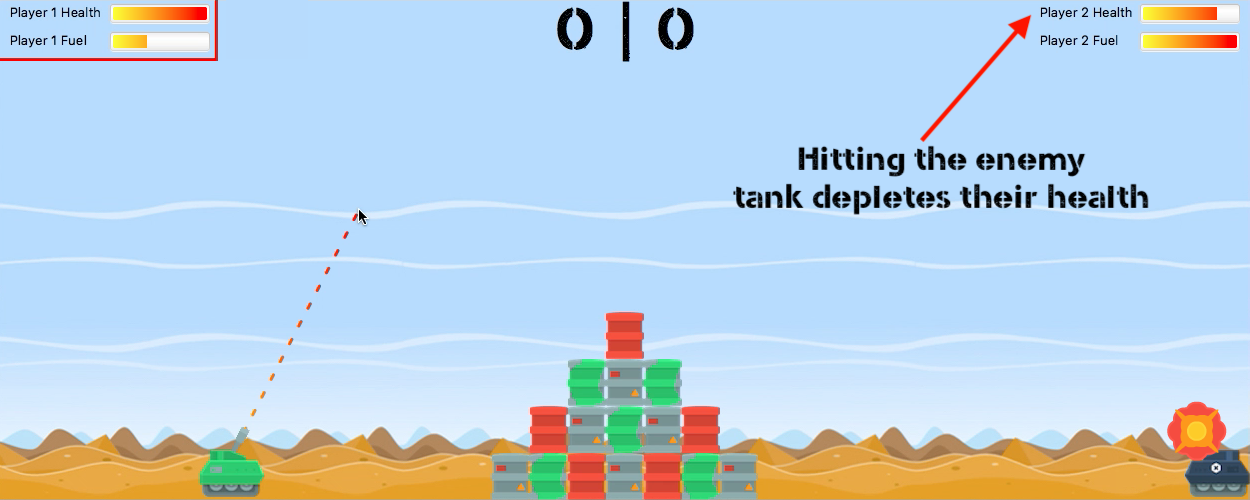 Player 1 Health
Player 1 Fuel
0 | 0
Player 2 Health
Player 2 Fuel
Hitting the enemy
tank depletes their health